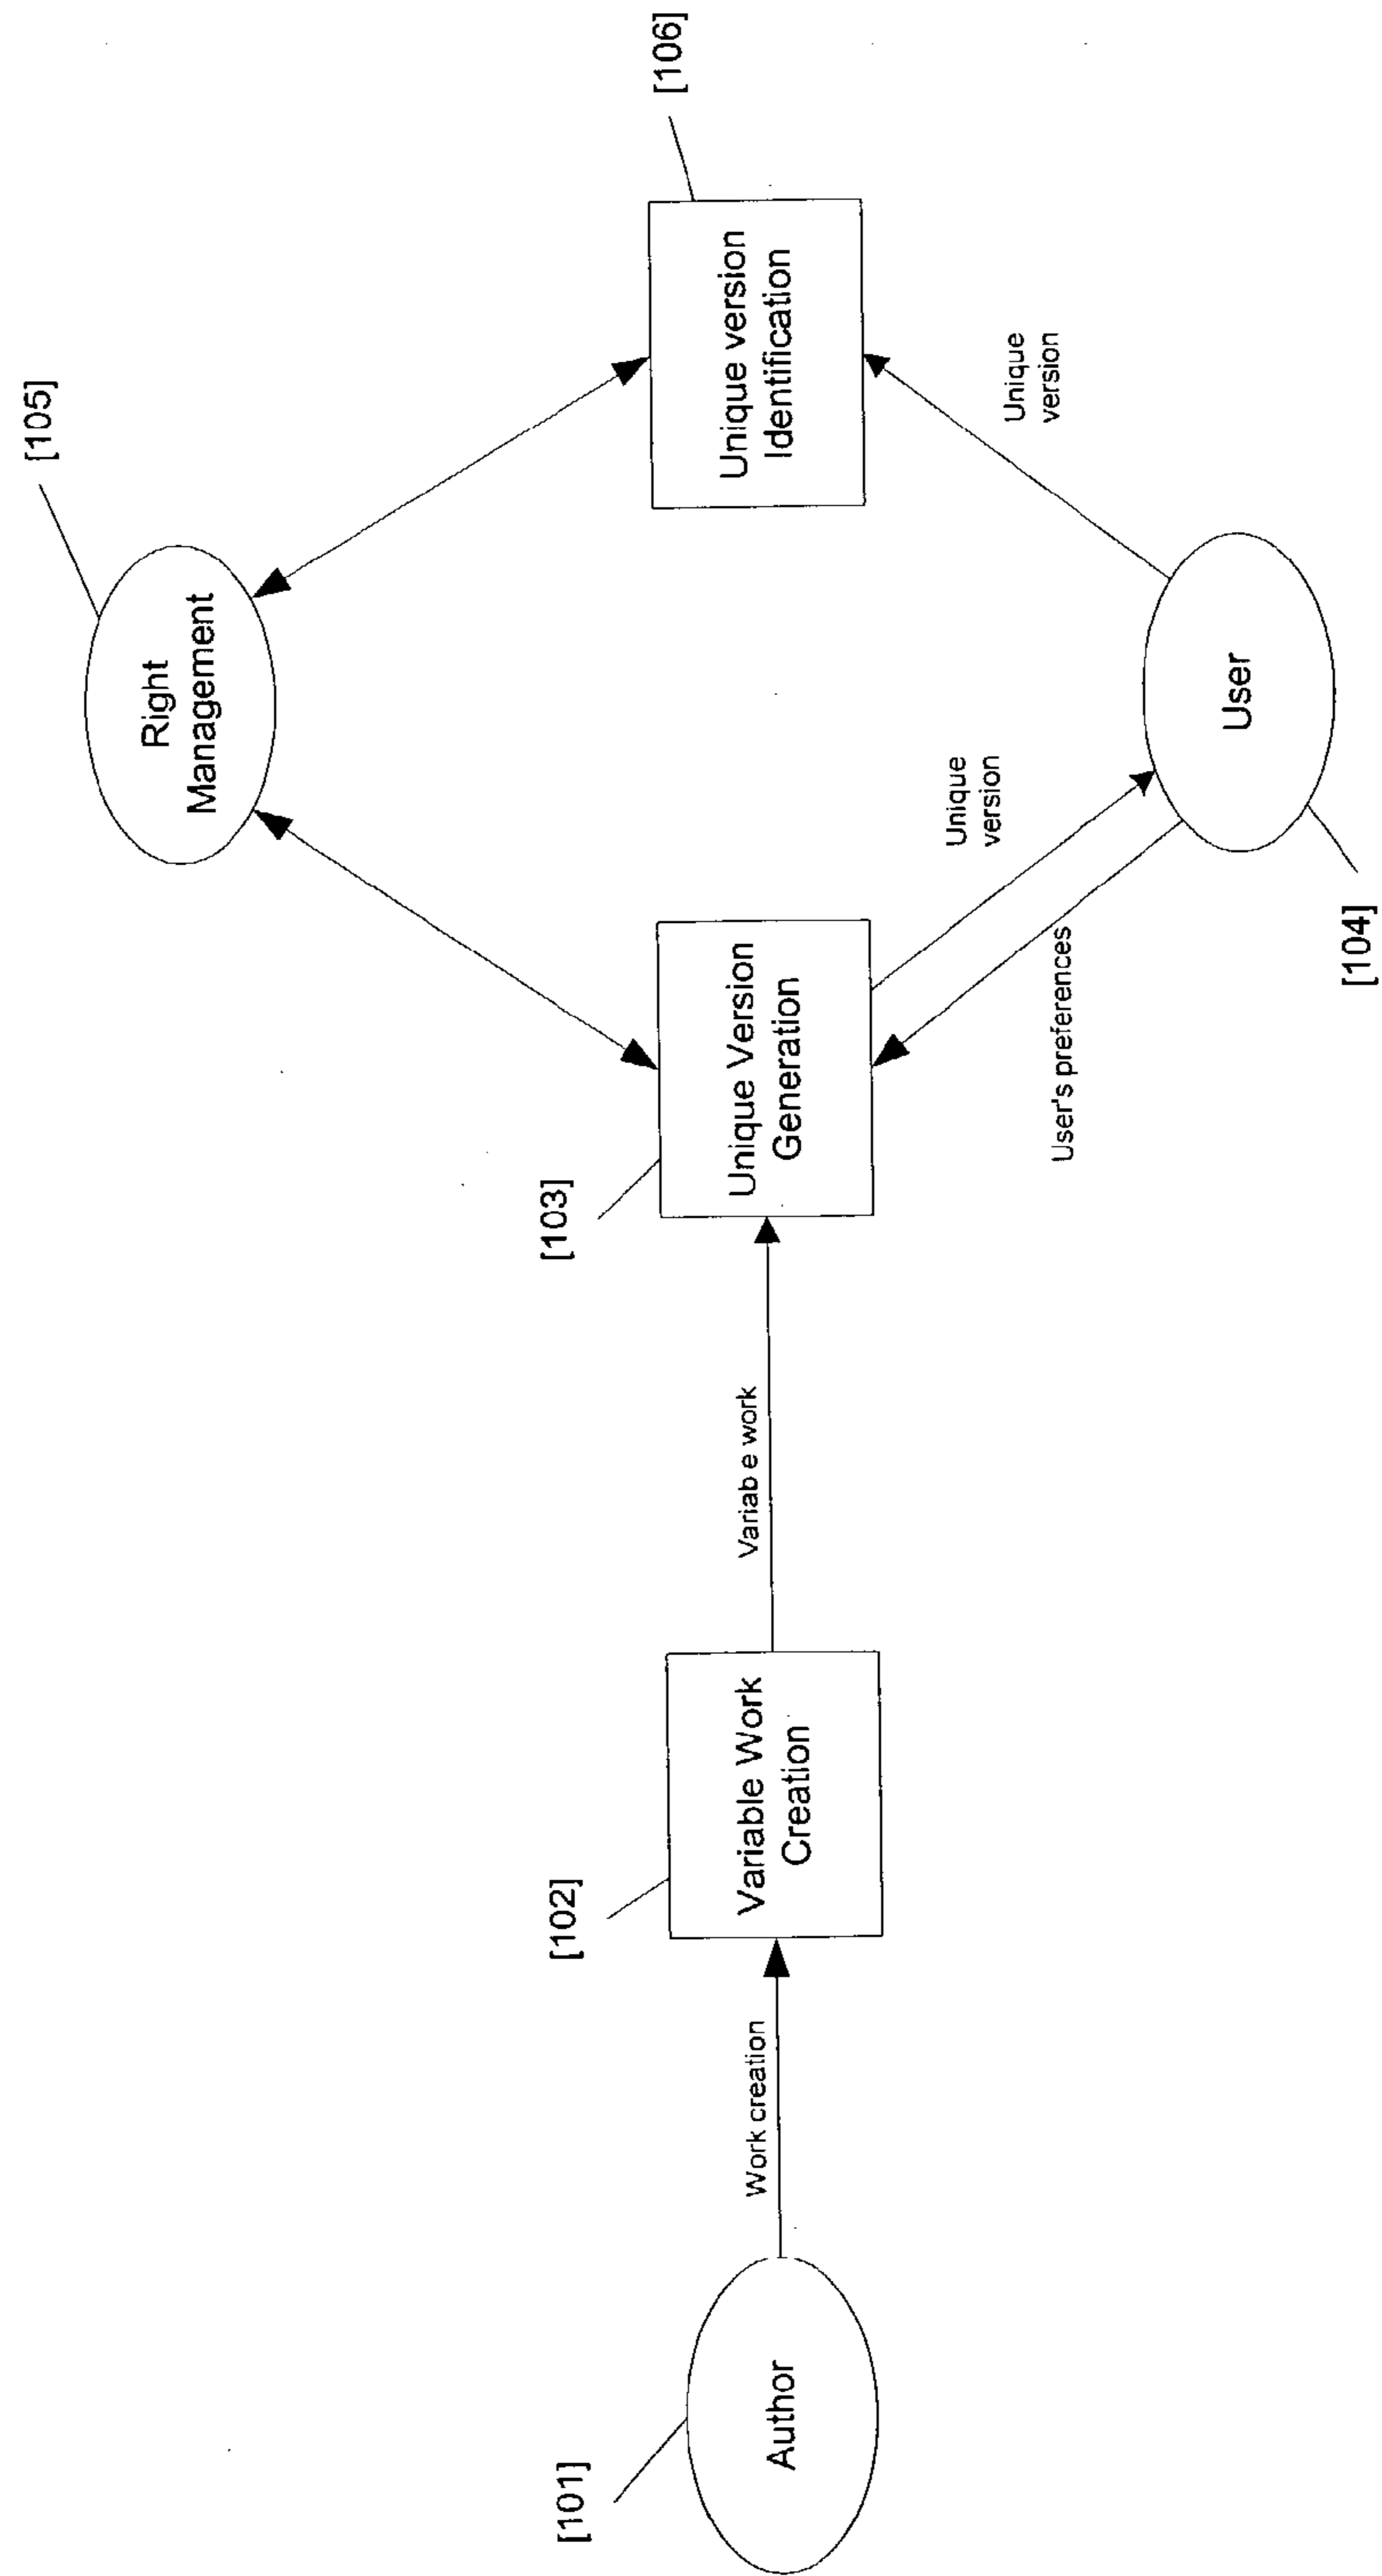 [101]
Author
Work creation
[102]
Variable Work
Creation
Variab e work
[103]
Unique Version
Generation
User's preferences
Unique
version
[104]
User
[105]
Right
Management
Unique
version
[106]
Unique version
Identification